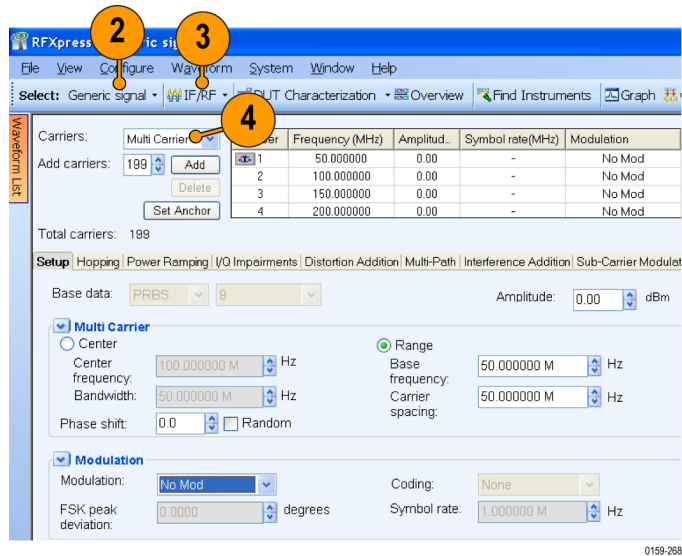 2
3
4
RFXpress ic sig
File View Configure Waveform System Window Help
Select: Generic signal IF/RF DUT Characterization Overview Find Instruments Graph
Waveform List
Carriers: Multi Carrier
Add carriers: 199 Add
Delete
Set Anchor
Total carriers: 199
er Frequency (MHz) Amplitud... Symbol rate(MHz) Modulation
1 50.000000 0.00 - No Mod
2 100.000000 0.00 - No Mod
3 150.000000 0.00 - No Mod
4 200.000000 0.00 - No Mod
Setup Hopping Power Ramping I/Q Impairments Distortion Addition Multi-Path Interference Addition Sub-Carrier Modulat
Base data: PRBS 9 Amplitude: 0.00 dBm
Multi Carrier
Center
Center frequency: 100.000000 M Hz
Bandwidth: 50.000000 M Hz
Phase shift: 0.0 Random
Range
Base frequency: 50.000000 M Hz
Carrier spacing: 50.000000 M Hz
Modulation
Modulation: No Mod Coding: None
FSK peak deviation: 0.0000 degrees Symbol rate: 1.000000 M Hz
0159-268